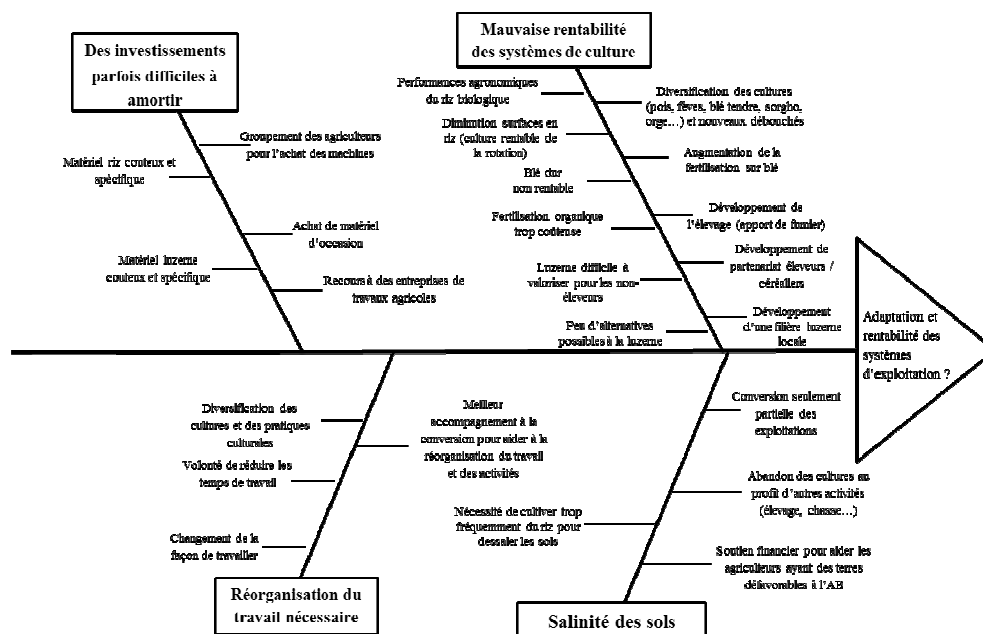 Des investissements
parfois difficiles à
amortir
Groupement des agriculteurs
pour l'achat des machines
Matériel riz couteux et
spécifique
Achat de matériel
d'occasion
Matériel luzerne
couteux et spécifique
Recours à des entreprises de
travaux agricoles
Mauvaise rentabilité
des systèmes de culture
Performances agronomiques
du riz biologique
Diversification des cultures
(pois, fèves, blé tendre, sorgho,
orge…) et nouveaux débouchés
Diminution surfaces en
riz (culture rentable de
la rotation)
Augmentation de la
fertilisation sur blé
Blé dur
non rentable
Développement de
l'élevage (apport de fumier)
Fertilisation organique
trop coûteuse
Développement de
partenariat éleveurs /
céréaliers
Luzerne difficile à
valoriser pour les non-
éleveurs
Développement
d'une filière luzerne
locale
Peu d'alternatives
possibles à la luzerne
Adaptation et
rentabilité des
systèmes
d'exploitation ?
Diversification des
cultures et des pratiques
culturales
Meilleur
accompagnement à la
conversion pour aider à la
réorganisation du travail
et des activités
Volonté de réduire les
temps de travail
Changement de la
façon de travailler
Réorganisation du
travail nécessaire
Conversion seulement
partielle des
exploitations
Abandon des cultures au
profit d'autres activités
(élevage, chasse…)
Nécessité de cultiver trop
fréquemment du riz pour
dessaler les sols
Soutien financier pour aider les
agriculteurs ayant des terres
défavorables à l'AB
Salinité des sols